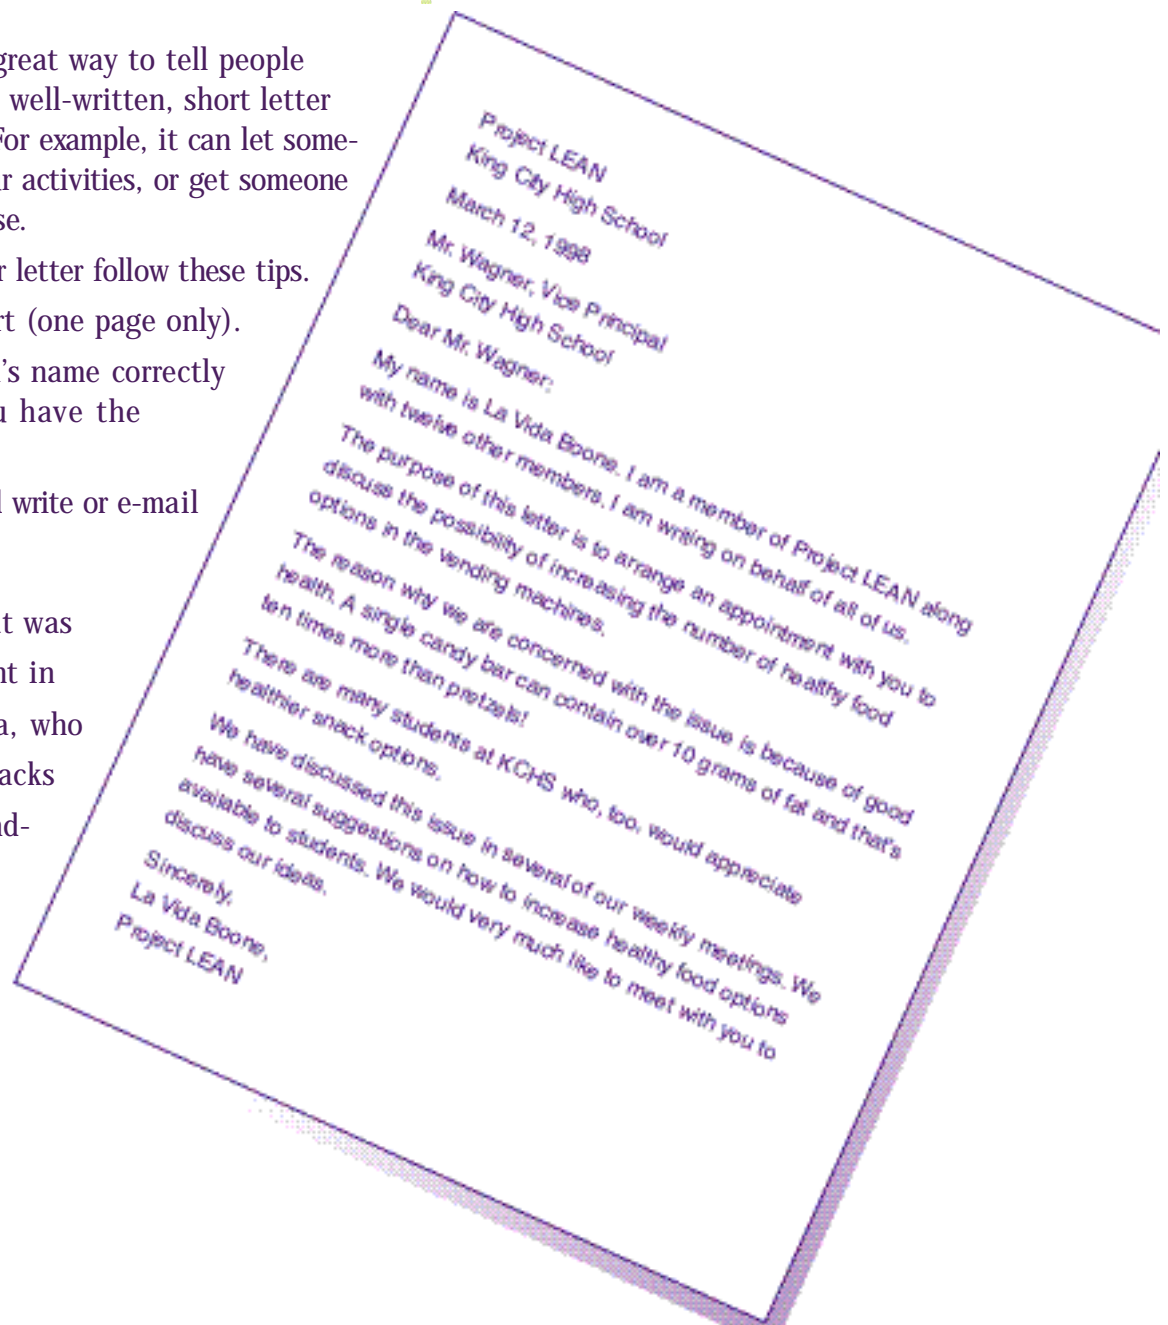 great way to tell people
well-written, short letter
For example, it can let some-
r activities, or get someone
se.
r letter follow these tips.
rt (one page only).
's name correctly
u have the
l write or e-mail
t was
nt in
a, who
acks
nd-
Project LEAN
King City High School
March 12, 1998
Mr. Wagner, Vice Principal
King City High School
Dear Mr. Wagner:
My name is La Vida Boone. I am a member of Project LEAN along
with twelve other members. I am writing on behalf of all of us.
The purpose of this letter is to arrange an appointment with you to
discuss the possibility of increasing the number of healthy food
options in the vending machines.
The reason why we are concerned with the issue is because of good
health. A single candy bar can contain over 10 grams of fat and that's
ten times more than pretzels!
There are many students at KCHS who, too, would appreciate
healthier snack options.
We have discussed this issue in several of our weekly meetings. We
have several suggestions on how to increase healthy food options
available to students. We would very much like to meet with you to
discuss our ideas.
Sincerely,
La Vida Boone,
Project LEAN